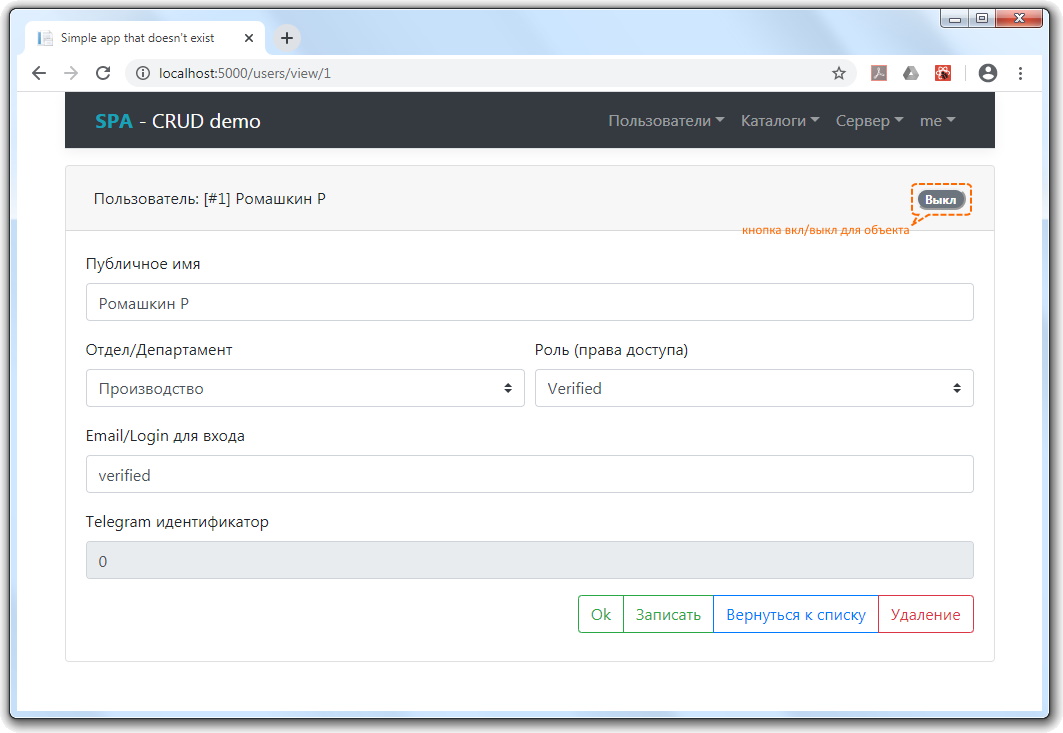 Simple app that doesn't exist
localhost:5000/users/view/1
SPA - CRUD demo Пользователи Каталоги Сервер me
Пользователь: [#1] Ромашкин Р Выкл
кнопка вкл/выкл для объекта
Публичное имя
Ромашкин Р
Отдел/Департамент Роль (права доступа)
Производство Verified
Email/Login для входа
verified
Telegram идентификатор
0
Ok Записать Вернуться к списку Удаление